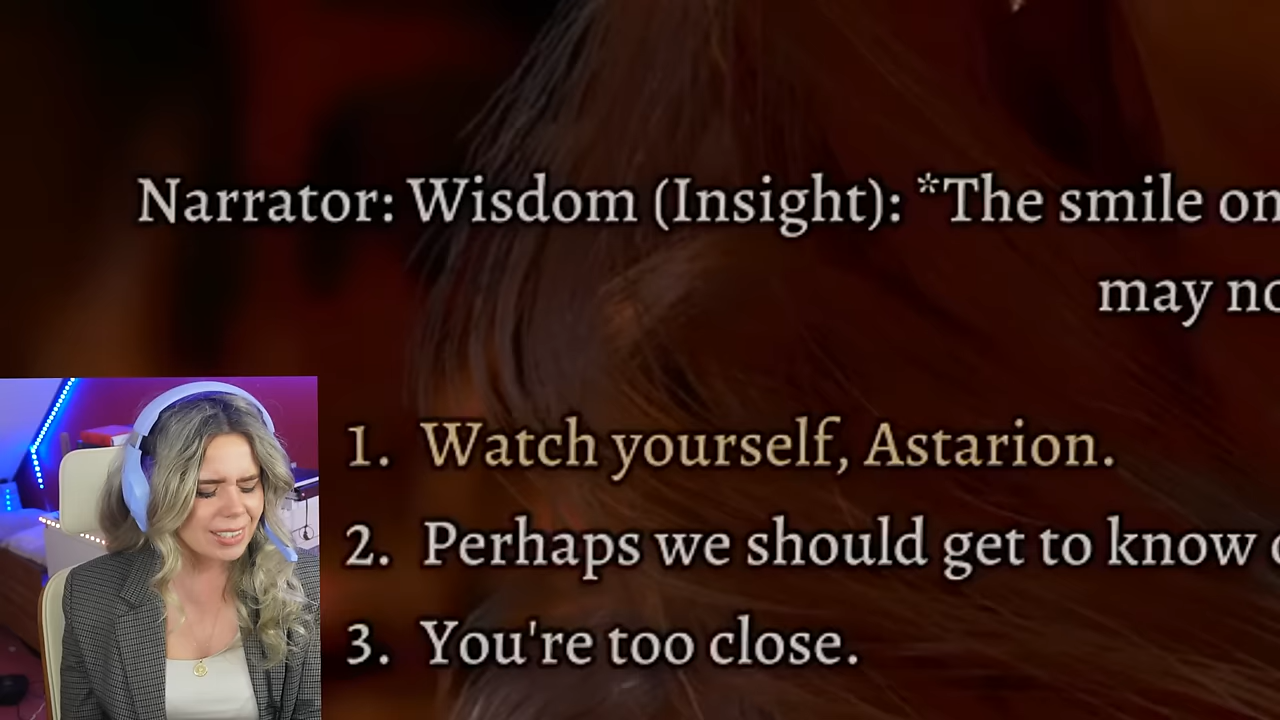 Narrator: Wisdom (Insight): *The smile on
may no
1. Watch yourself, Astarion.
2. Perhaps we should get to know
3. You're too close.